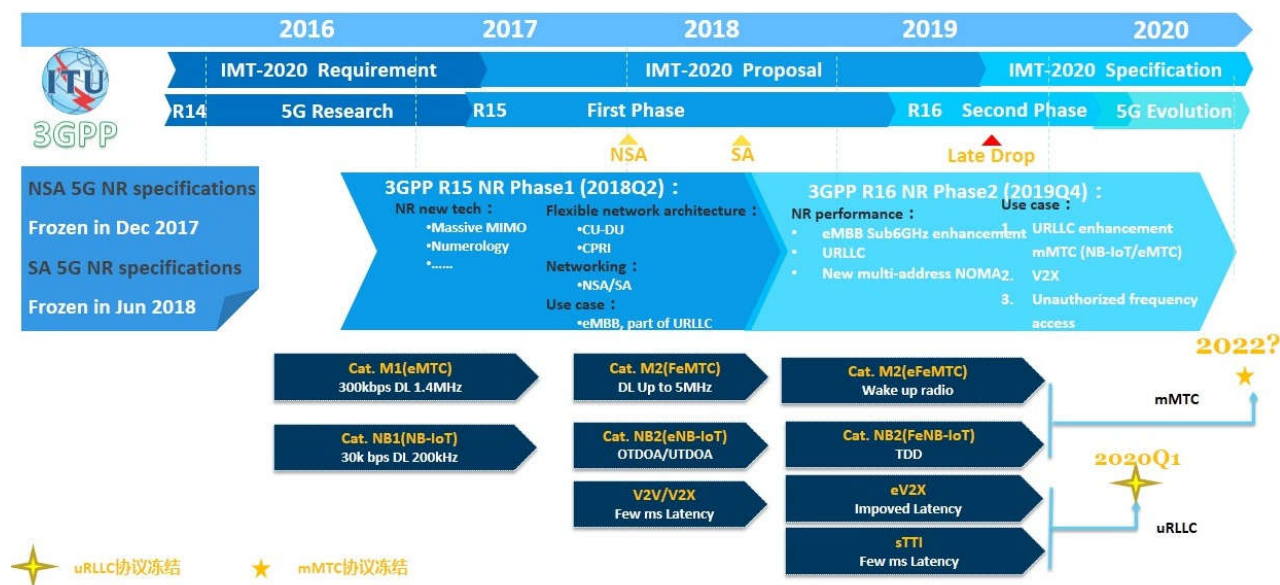 2016
2017
2018
2019
2020
ITU
3GPP
IMT-2020 Requirement
IMT-2020 Proposal
IMT-2020 Specification
R14
5G Research
R15
First Phase
R16
Second Phase
5G Evolution
NSA
SA
Late Drop
NSA 5G NR specifications
Frozen in Dec 2017
SA 5G NR specifications
Frozen in Jun 2018
3GPP R15 NR Phase1 (2018Q2)：
NR new tech：
•Massive MIMO
•Numerology
•……
Flexible network architecture：
•CU-DU
•CPRI
Networking：
•NSA/SA
Use case：
•eMBB, part of URLLC
3GPP R16 NR Phase2 (2019Q4)：
NR performance：
• eMBB Sub6GHz enhancement
• URLLC
• New multi-address NOMA
Use case：
1. URLLC enhancement
mMTC (NB-IoT/eMTC)
2. V2X
3. Unauthorized frequency
access
Cat. M1(eMTC)
300kbps DL 1.4MHz
Cat. M2(FeMTC)
DL Up to 5MHz
Cat. M2(eFeMTC)
Wake up radio
Cat. NB1(NB-IoT)
30k bps DL 200kHz
Cat. NB2(eNB-IoT)
OTDOA/UTDOA
Cat. NB2(FeNB-IoT)
TDD
V2V/V2X
Few ms Latency
eV2X
Impoved Latency
sTTI
Few ms Latency
2022?
mMTC
2020Q1
uRLLC
uRLLC协议冻结
mMTC协议冻结